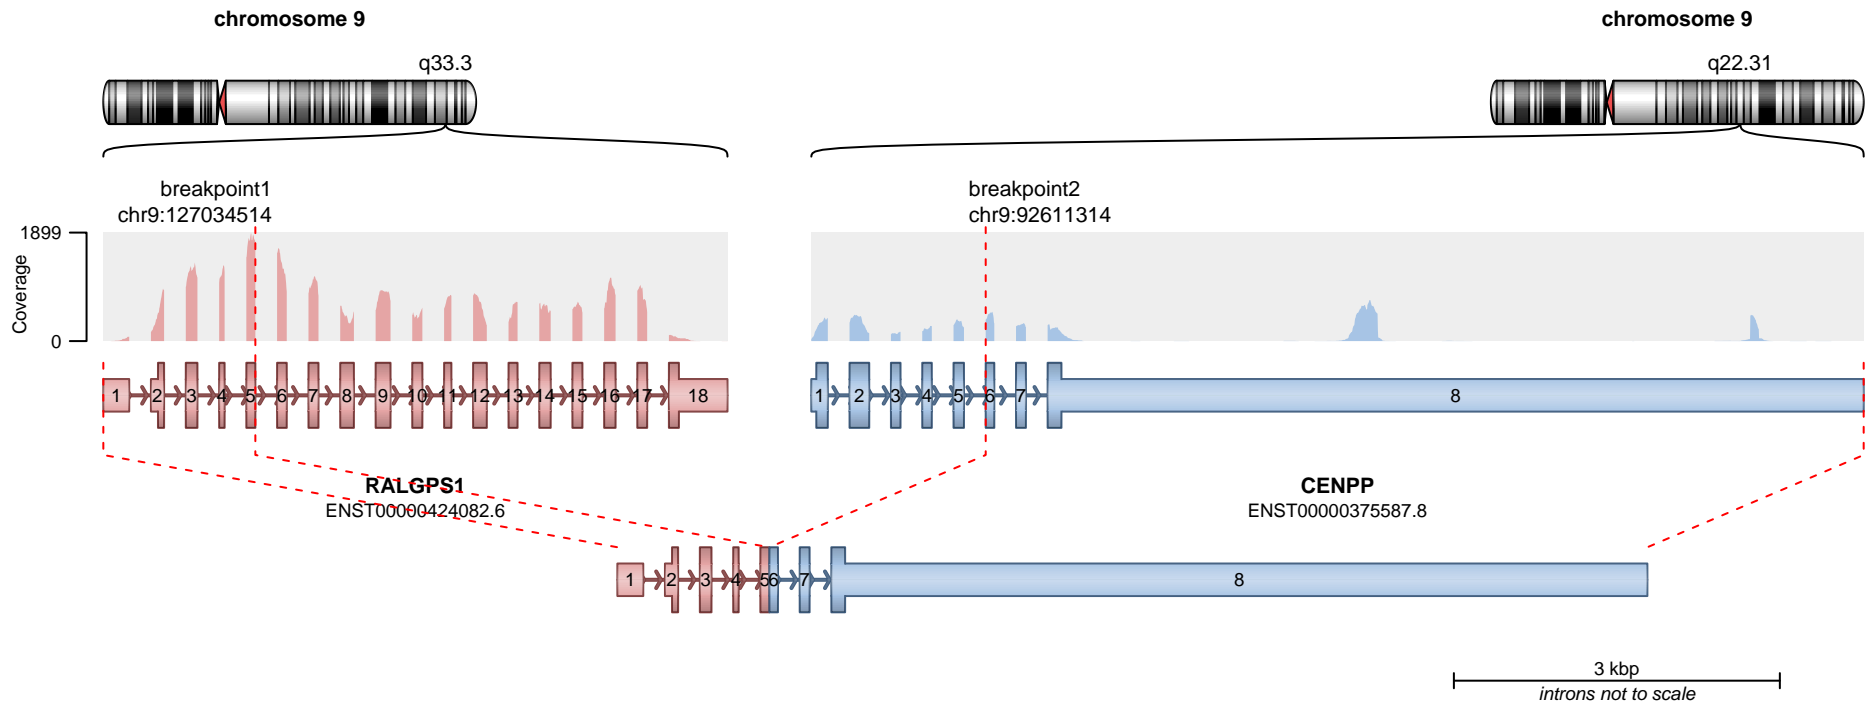 chromosome 9
chromosome 9
q33.3
q22.31
breakpoint1
chr9:127034514
breakpoint2
chr9:92611314
1899
Coverage
0
1 2 3 4 5 6 7 8 9 10 11 12 13 14 15 16 17 18
1 2 3 4 5 6 7 8 8
RALGPS1
ENST00000424082.6
CENPP
ENST00000375587.8
1 2 3 4 5 6 7 8
3 kbp
introns not to scale